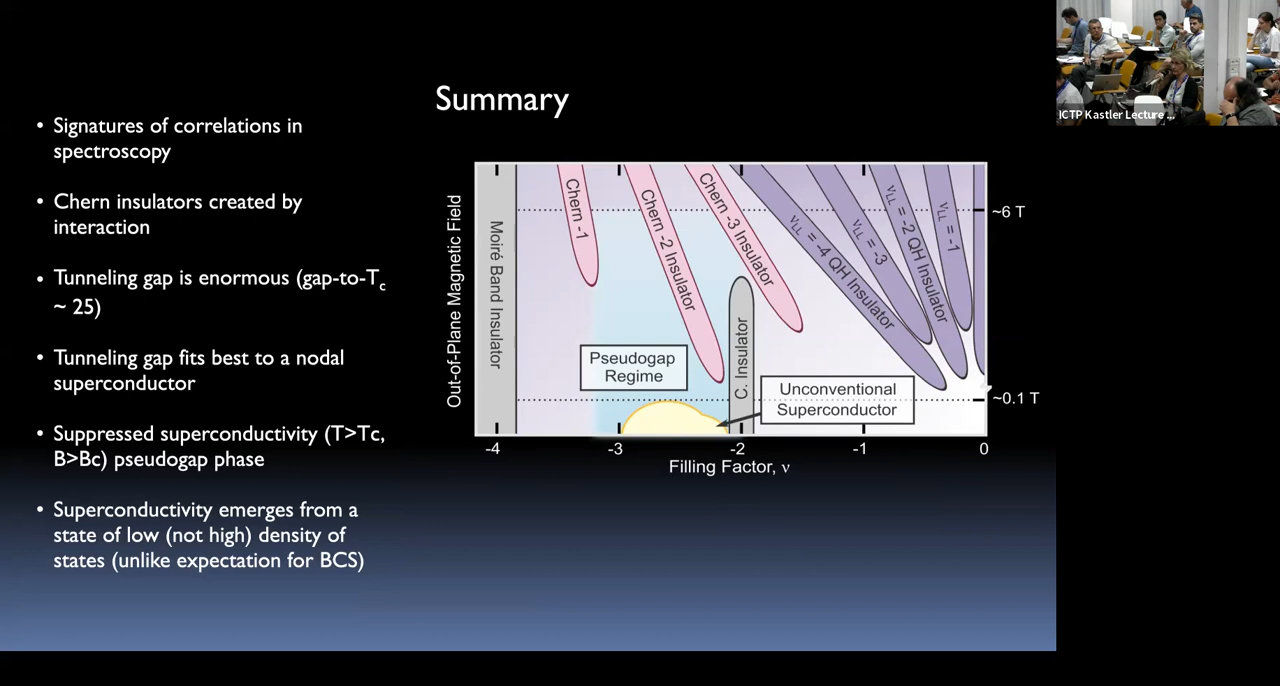 Summary
• Signatures of correlations in
spectroscopy
• Chern insulators created by
interaction
• Tunneling gap is enormous (gap-to-Tc
~ 25)
• Tunneling gap fits best to a nodal
superconductor
• Suppressed superconductivity (T>Tc,
B>Bc) pseudogap phase
• Superconductivity emerges from a
state of low (not high) density of
states (unlike expectation for BCS)
Out-of-Plane Magnetic Field
Moiré Band Insulator
Chern -1
Chern -2 Insulator
Chern -3 Insulator
C. Insulator
νLL = -4 QH Insulator
νLL = -3
νLL = -2 QH Insulator
νLL = -1
~6 T
~0.1 T
Pseudogap
Regime
Unconventional
Superconductor
-4
-3
-2
-1
0
Filling Factor, ν
ICTP Kastler Lecture ...